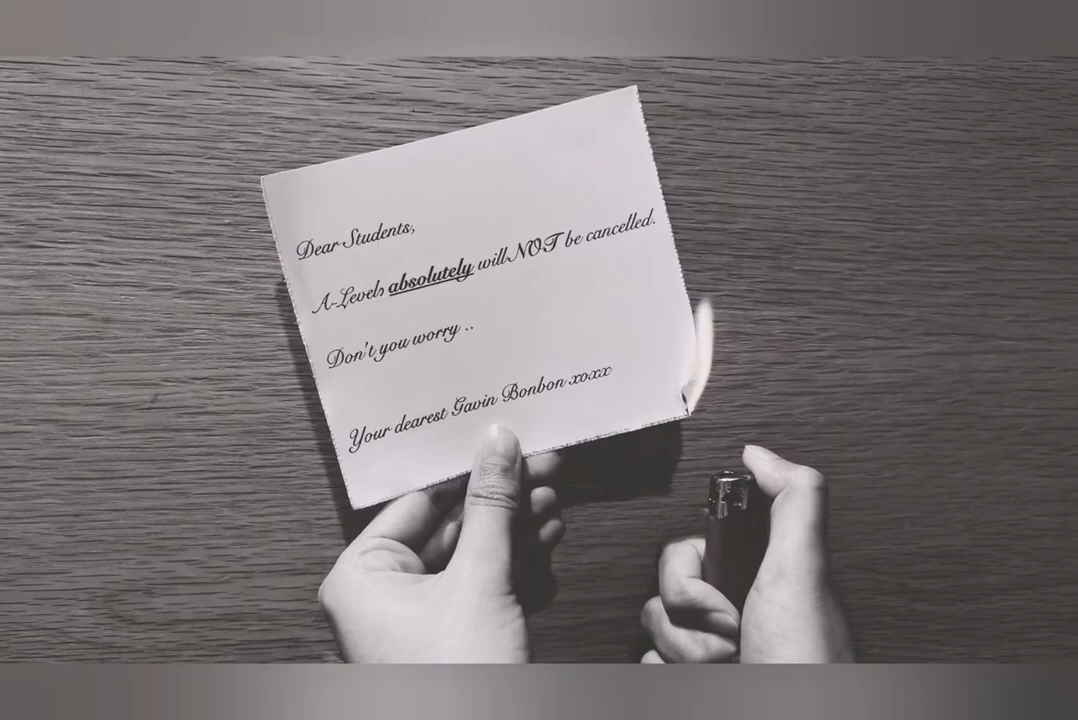 Dear Students,
A-Levels absolutely will NOT be cancelled.
Don't you worry ..
Your dearest Gavin Bonbon xoxx